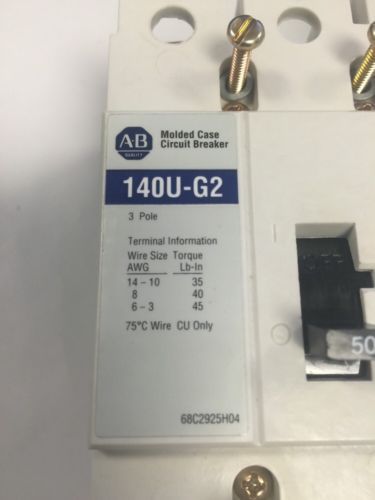 A-B
QUALITY
Molded Case
Circuit Breaker
140U-G2
3 Pole
Terminal Information
Wire Size Torque
AWG Lb-In
14 - 10 35
8 40
6 - 3 45
75°C Wire CU Only
68C2925H04
OFF
50